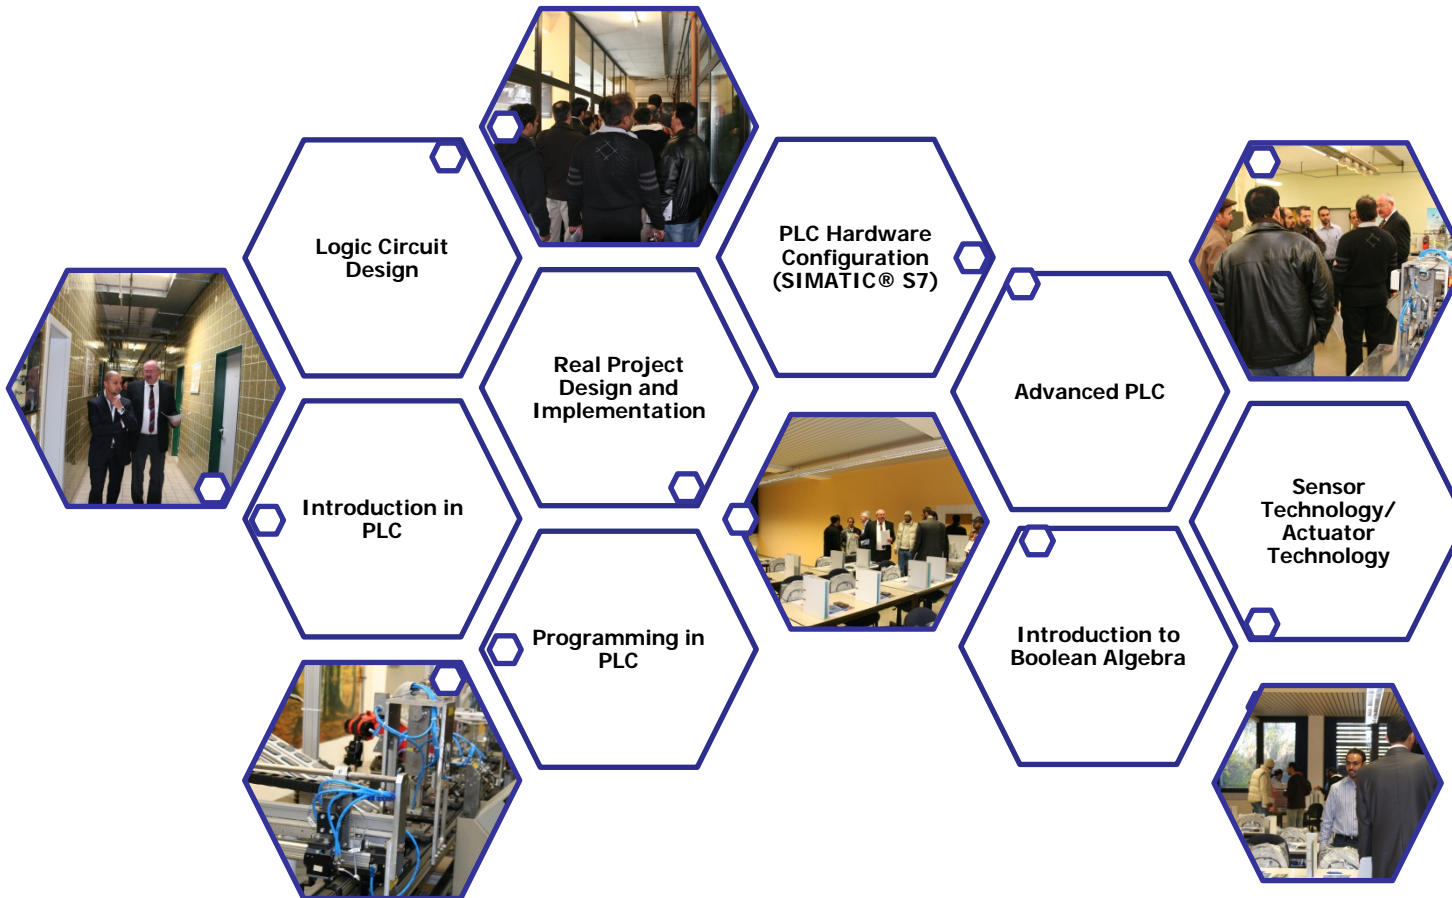 Logic Circuit
Design
PLC Hardware
Configuration
(SIMATIC® S7)
Real Project
Design and
Implementation
Advanced PLC
Introduction in
PLC
Sensor
Technology/
Actuator
Technology
Programming in
PLC
Introduction to
Boolean Algebra